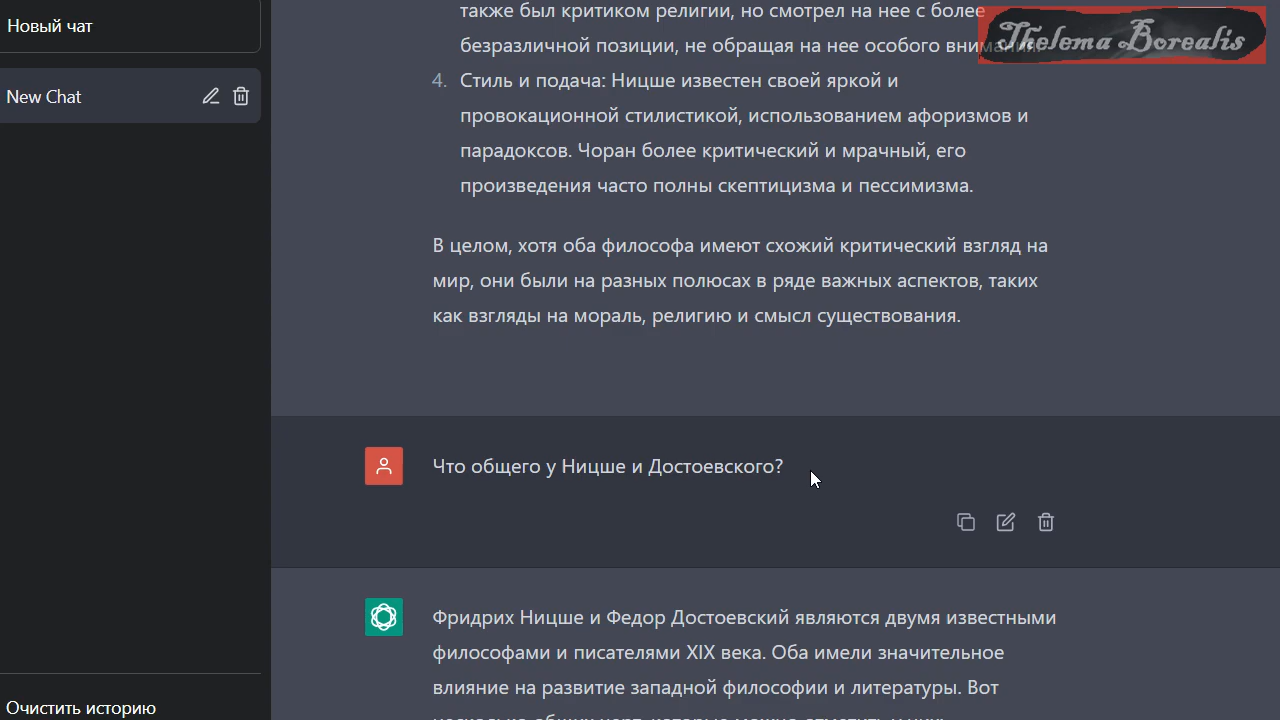 Новый чат
New Chat
Очистить историю
также был критиком религии, но смотрел на нее с более
безразличной позиции, не обращая на нее особого
Thelema Borealis
4. Стиль и подача: Ницше известен своей яркой и
провокационной стилистикой, использованием афоризмов и
парадоксов. Чоран более критический и мрачный, его
произведения часто полны скептицизма и пессимизма.
В целом, хотя оба философа имеют схожий критический взгляд на
мир, они были на разных полюсах в ряде важных аспектов, таких
как взгляды на мораль, религию и смысл существования.
Что общего у Ницше и Достоевского?
Фридрих Ницше и Федор Достоевский являются двумя известными
философами и писателями XIX века. Оба имели значительное
влияние на развитие западной философии и литературы. Вот